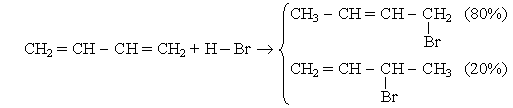 CH₃ – CH = CH – CH₂ (80%)
Br
CH₂ = CH – CH = CH₂ + H – Br →
CH₂ = CH – CH – CH₃ (20%)
Br